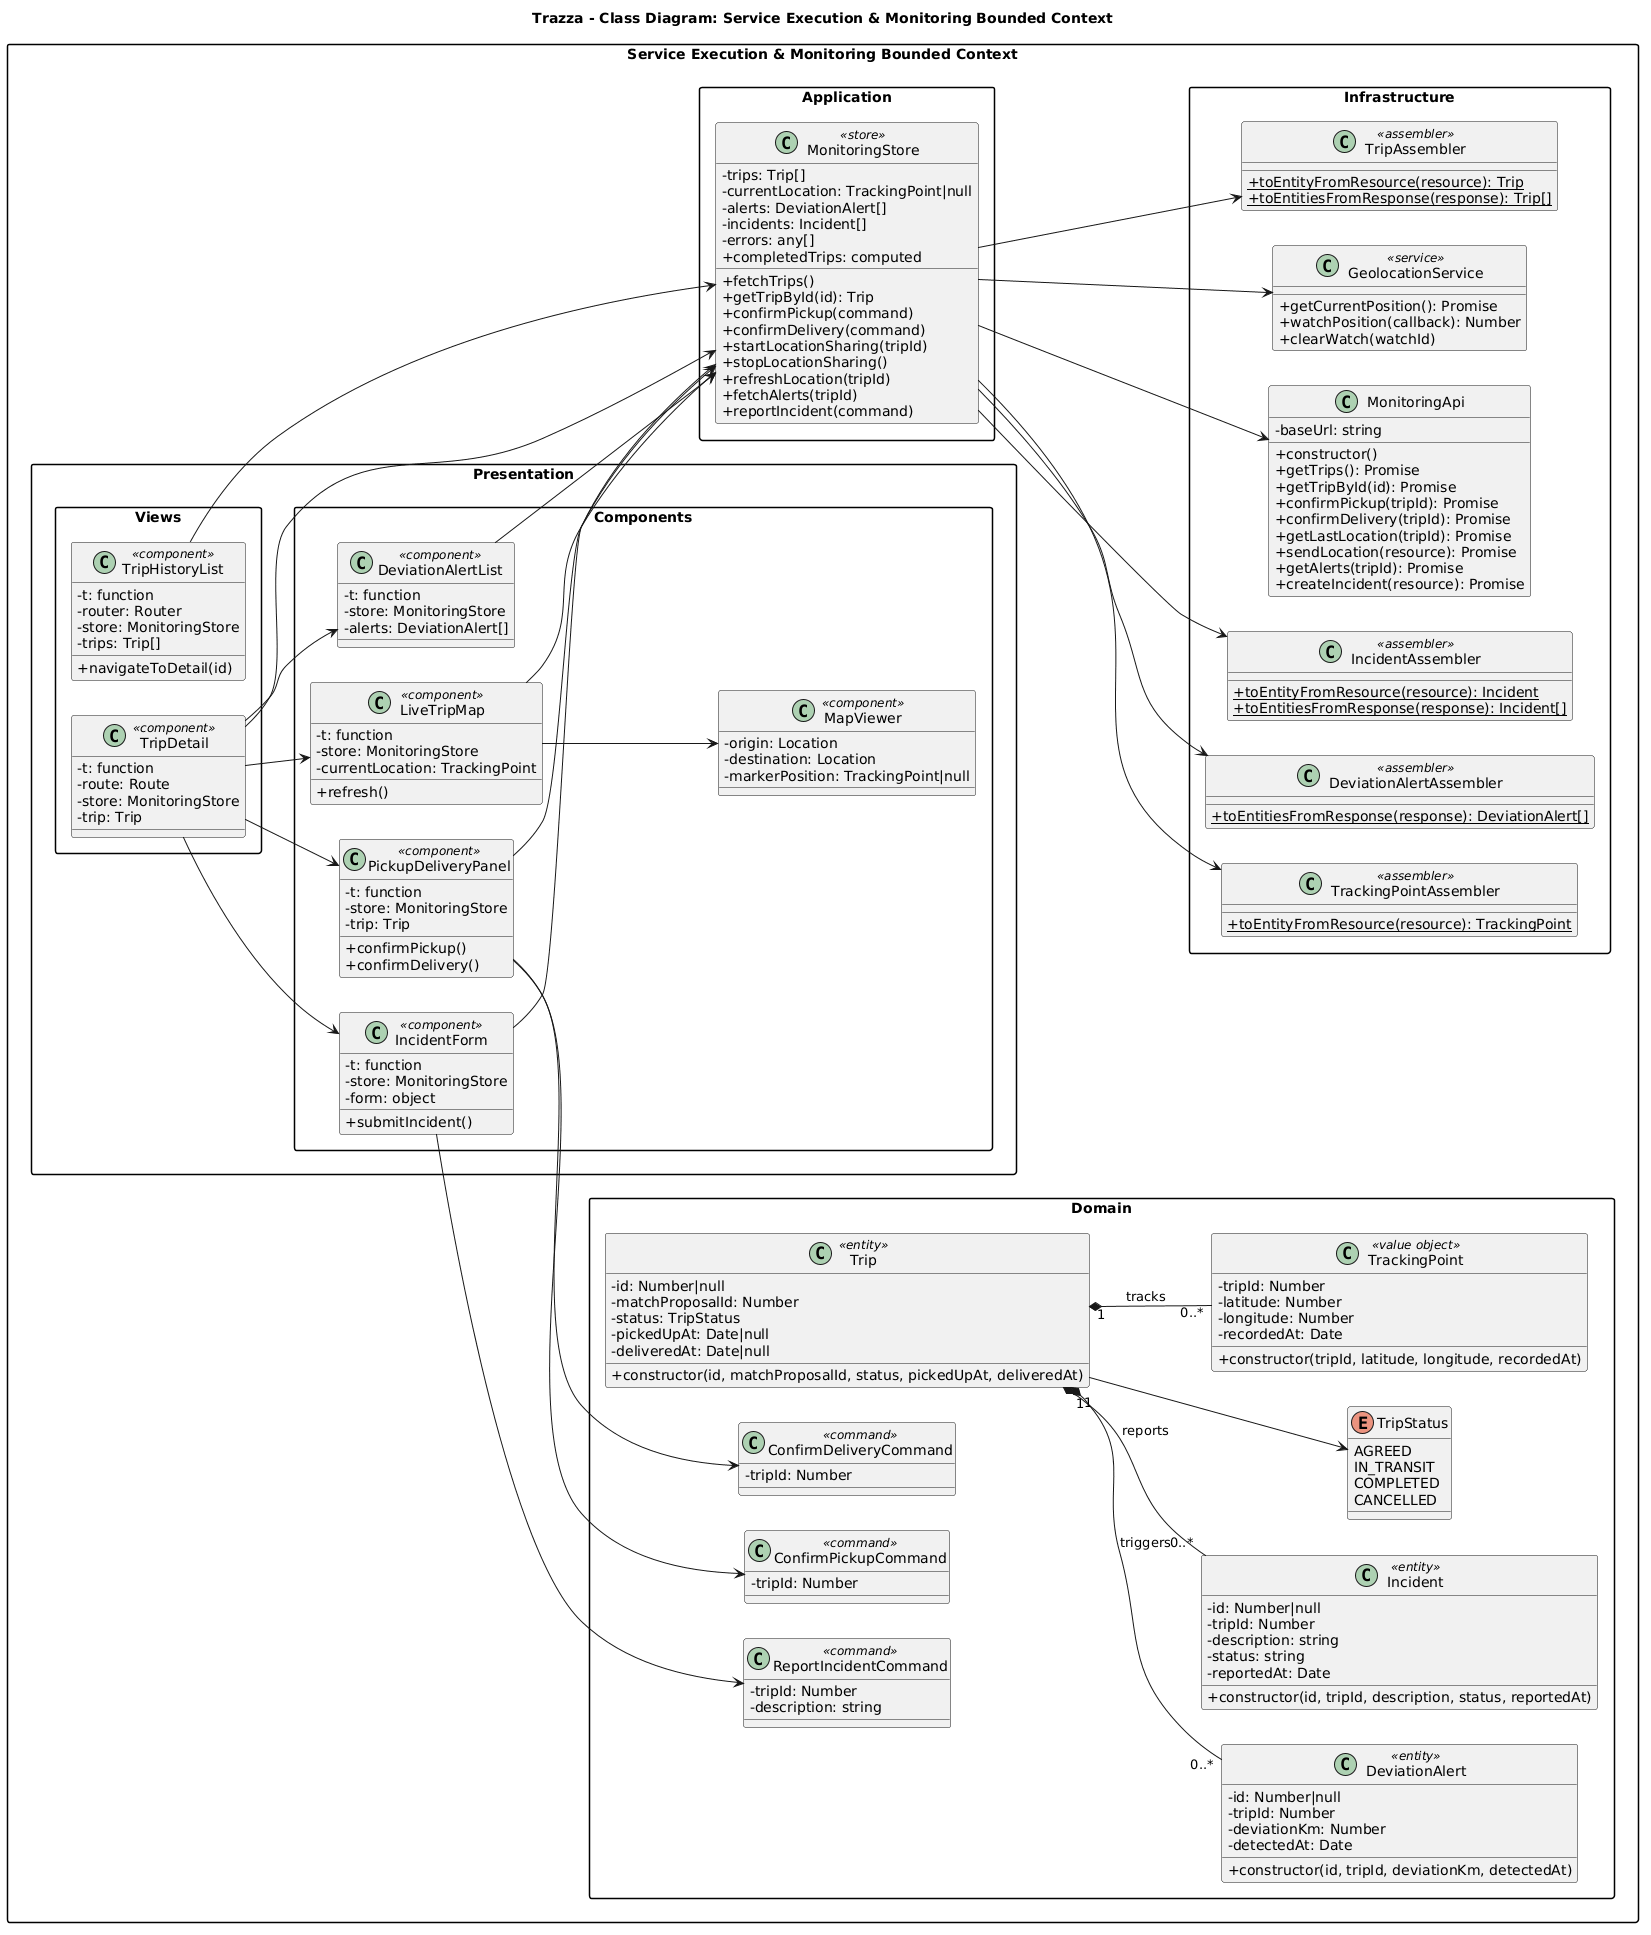 Trazza - Class Diagram: Service Execution & Monitoring Bounded Context
Service Execution & Monitoring Bounded Context
Application
«store»
MonitoringStore
-trips: Trip[]
-currentLocation: TrackingPoint|null
-alerts: DeviationAlert[]
-incidents: Incident[]
-errors: any[]
+completedTrips: computed
+fetchTrips()
+getTripById(id): Trip
+confirmPickup(command)
+confirmDelivery(command)
+startLocationSharing(tripId)
+stopLocationSharing()
+refreshLocation(tripId)
+fetchAlerts(tripId)
+reportIncident(command)
Infrastructure
«assembler»
TripAssembler
+toEntityFromResource(resource): Trip
+toEntitiesFromResponse(response): Trip[]
«service»
GeolocationService
+getCurrentPosition(): Promise
+watchPosition(callback): Number
+clearWatch(watchId)
MonitoringApi
-baseUrl: string
+constructor()
+getTrips(): Promise
+getTripById(id): Promise
+confirmPickup(tripId): Promise
+confirmDelivery(tripId): Promise
+getLastLocation(tripId): Promise
+sendLocation(resource): Promise
+getAlerts(tripId): Promise
+createIncident(resource): Promise
«assembler»
IncidentAssembler
+toEntityFromResource(resource): Incident
+toEntitiesFromResponse(response): Incident[]
«assembler»
DeviationAlertAssembler
+toEntitiesFromResponse(response): DeviationAlert[]
«assembler»
TrackingPointAssembler
+toEntityFromResource(resource): TrackingPoint
Presentation
Views
«component»
TripHistoryList
-t: function
-router: Router
-store: MonitoringStore
-trips: Trip[]
+navigateToDetail(id)
«component»
TripDetail
-t: function
-route: Route
-store: MonitoringStore
-trip: Trip
Components
«component»
DeviationAlertList
-t: function
-store: MonitoringStore
-alerts: DeviationAlert[]
«component»
LiveTripMap
-t: function
-store: MonitoringStore
-currentLocation: TrackingPoint
+refresh()
«component»
MapViewer
-origin: Location
-destination: Location
-markerPosition: TrackingPoint|null
«component»
PickupDeliveryPanel
-t: function
-store: MonitoringStore
-trip: Trip
+confirmPickup()
+confirmDelivery()
«component»
IncidentForm
-t: function
-store: MonitoringStore
-form: object
+submitIncident()
Domain
«entity»
Trip
-id: Number|null
-matchProposalId: Number
-status: TripStatus
-pickedUpAt: Date|null
-deliveredAt: Date|null
+constructor(id, matchProposalId, status, pickedUpAt, deliveredAt)
tracks
1
0..*
«value object»
TrackingPoint
-tripId: Number
-latitude: Number
-longitude: Number
-recordedAt: Date
+constructor(tripId, latitude, longitude, recordedAt)
1
1
reports
TripStatus
AGREED
IN_TRANSIT
COMPLETED
CANCELLED
«command»
ConfirmDeliveryCommand
-tripId: Number
«command»
ConfirmPickupCommand
-tripId: Number
triggers
0..*
«entity»
Incident
-id: Number|null
-tripId: Number
-description: string
-status: string
-reportedAt: Date
+constructor(id, tripId, description, status, reportedAt)
«command»
ReportIncidentCommand
-tripId: Number
-description: string
0..*
«entity»
DeviationAlert
-id: Number|null
-tripId: Number
-deviationKm: Number
-detectedAt: Date
+constructor(id, tripId, deviationKm, detectedAt)